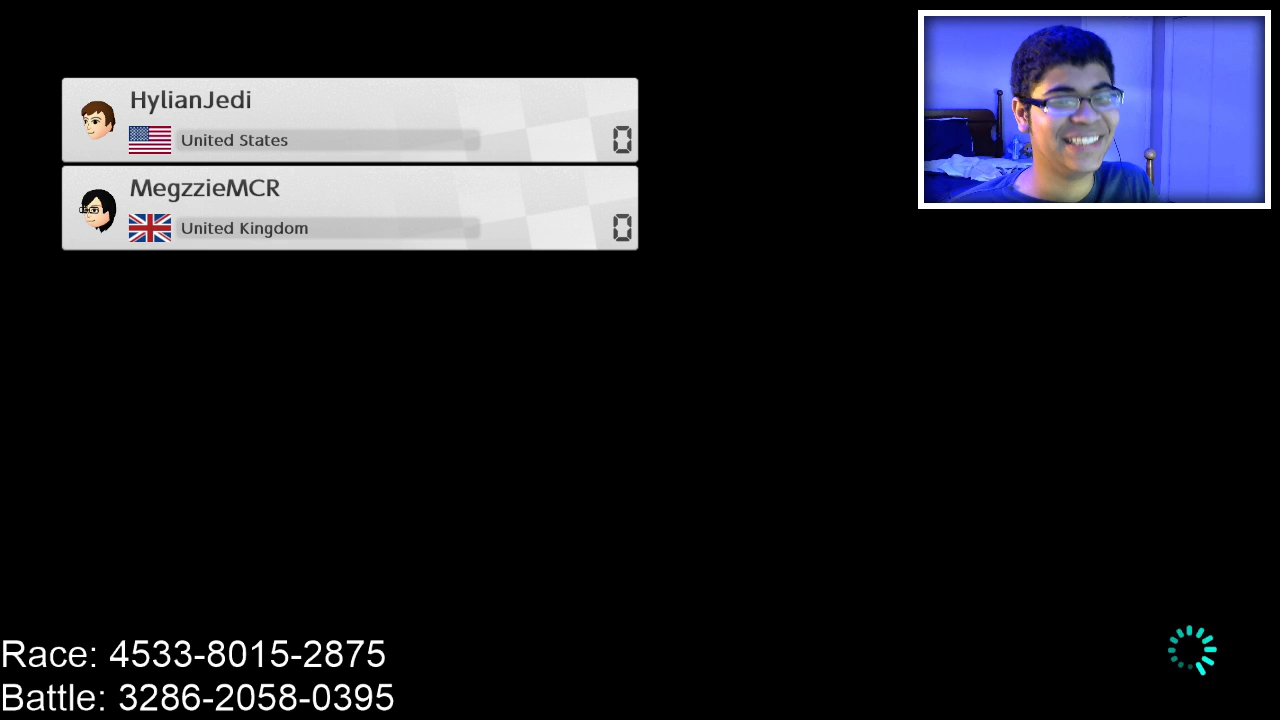 HylianJedi
United States
0
MegzzieMCR
United Kingdom
0
Race: 4533-8015-2875
Battle: 3286-2058-0395